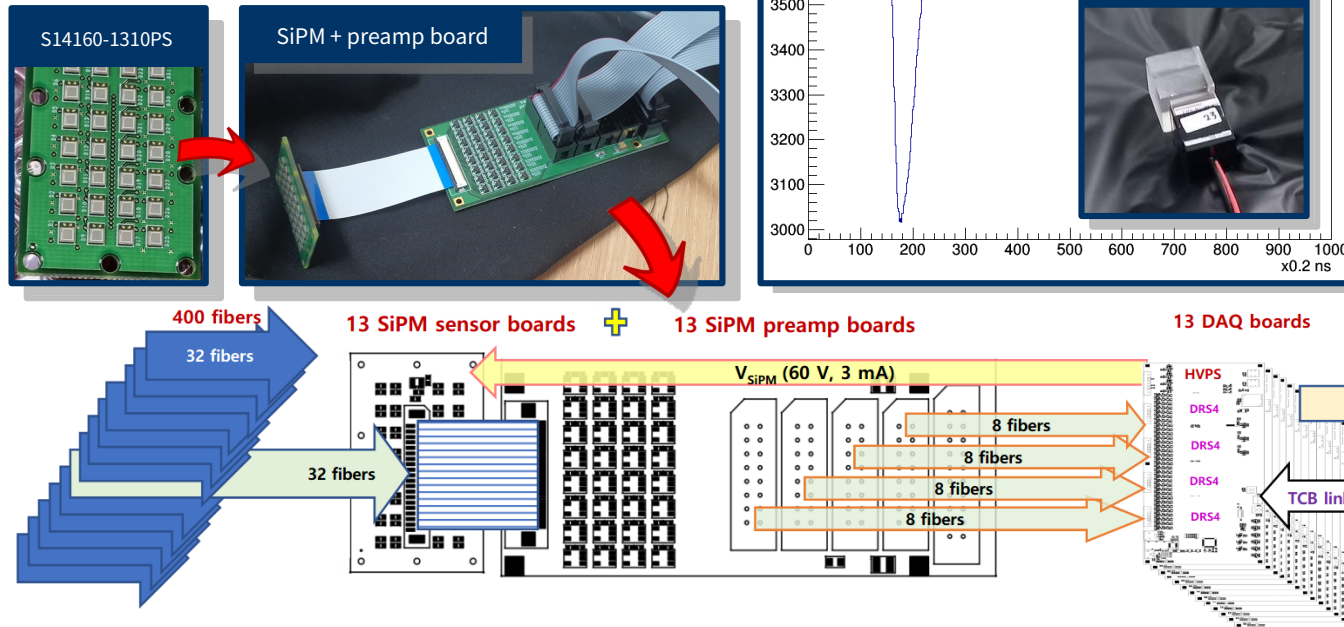 S14160-1310PS
SiPM + preamp board
3500
3400
3300
3200
3100
3000
0 100 200 300 400 500 600 700 800 900
x0.2 ns
23
400 fibers
32 fibers
13 SiPM sensor boards
13 SiPM preamp boards
13 DAQ boards
VSiPM (60 V, 3 mA)
HVPS
DRS4
DRS4
DRS4
DRS4
8 fibers
8 fibers
8 fibers
8 fibers
32 fibers
TCB